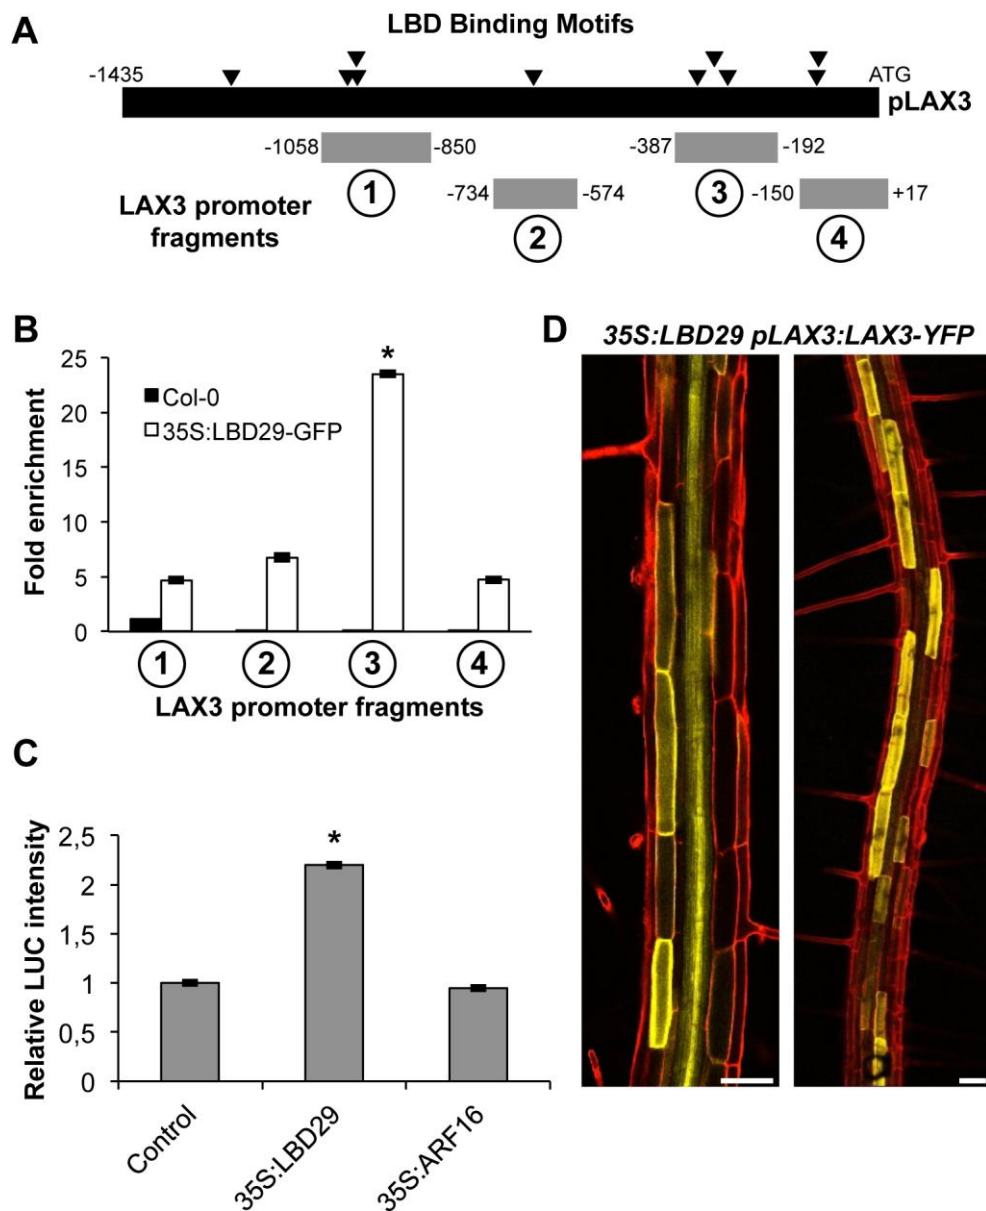 A
LBD Binding Motifs
-1435
ATG
pLAX3
-1058
-850
-387
-192
1
-734
-574
3
-150
+17
LAX3 promoter
fragments
2
4
B
25
20
15
10
5
0
Fold enrichment
*
Col-0
35S:LBD29-GFP
1
2
3
4
LAX3 promoter fragments
C
2,5
2
1,5
1
0,5
0
Relative LUC intensity
*
Control
35S:LBD29
35S:ARF16
D
35S:LBD29 pLAX3:LAX3-YFP